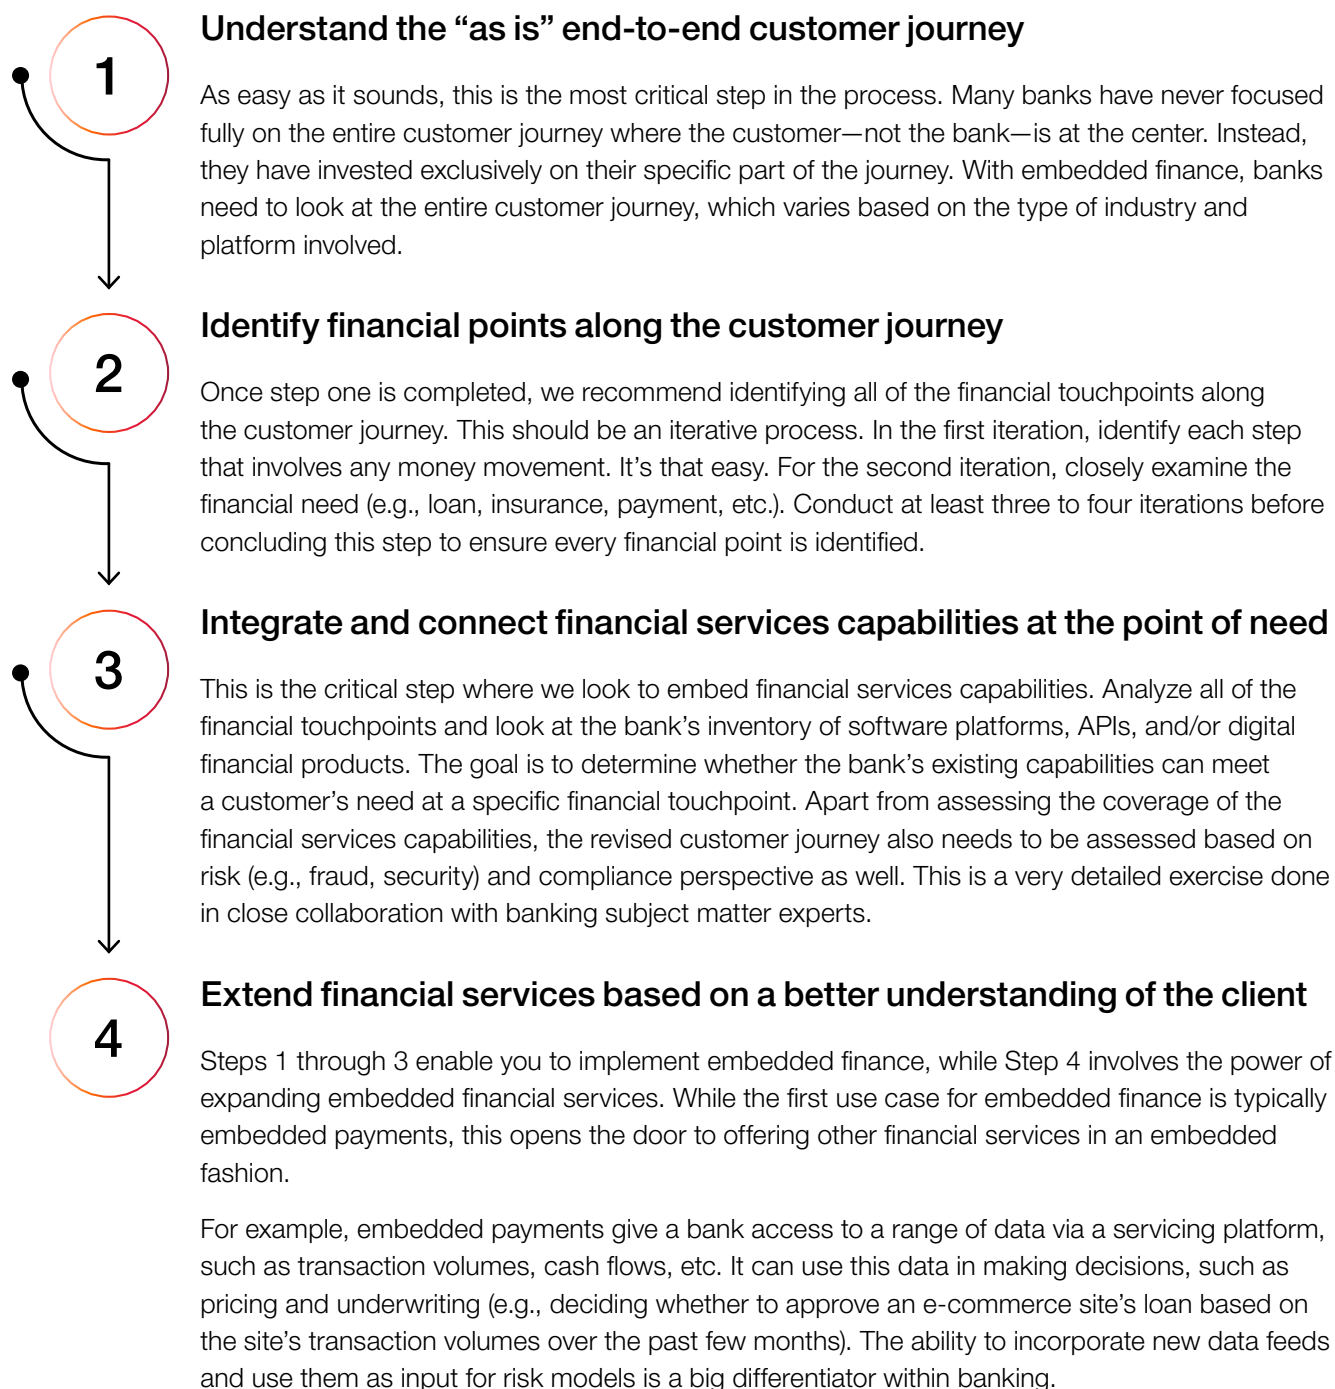 1
Understand the “as is” end-to-end customer journey
As easy as it sounds, this is the most critical step in the process. Many banks have never focused
fully on the entire customer journey where the customer—not the bank—is at the center. Instead,
they have invested exclusively on their specific part of the journey. With embedded finance, banks
need to look at the entire customer journey, which varies based on the type of industry and
platform involved.
2
Identify financial points along the customer journey
Once step one is completed, we recommend identifying all of the financial touchpoints along
the customer journey. This should be an iterative process. In the first iteration, identify each step
that involves any money movement. It’s that easy. For the second iteration, closely examine the
financial need (e.g., loan, insurance, payment, etc.). Conduct at least three to four iterations before
concluding this step to ensure every financial point is identified.
3
Integrate and connect financial services capabilities at the point of need
This is the critical step where we look to embed financial services capabilities. Analyze all of the
financial touchpoints and look at the bank’s inventory of software platforms, APIs, and/or digital
financial products. The goal is to determine whether the bank’s existing capabilities can meet
a customer’s need at a specific financial touchpoint. Apart from assessing the coverage of the
financial services capabilities, the revised customer journey also needs to be assessed based on
risk (e.g., fraud, security) and compliance perspective as well. This is a very detailed exercise done
in close collaboration with banking subject matter experts.
4
Extend financial services based on a better understanding of the client
Steps 1 through 3 enable you to implement embedded finance, while Step 4 involves the power of
expanding embedded financial services. While the first use case for embedded finance is typically
embedded payments, this opens the door to offering other financial services in an embedded
fashion.
For example, embedded payments give a bank access to a range of data via a servicing platform,
such as transaction volumes, cash flows, etc. It can use this data in making decisions, such as
pricing and underwriting (e.g., deciding whether to approve an e-commerce site’s loan based on
the site’s transaction volumes over the past few months). The ability to incorporate new data feeds
and use them as input for risk models is a big differentiator within banking.